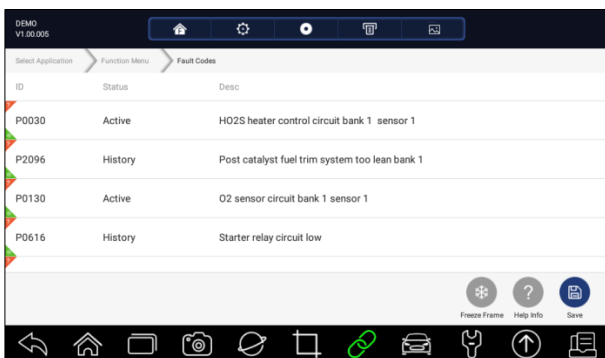 DEMO
V1.00.005
Select Application Function Menu Fault Codes
ID Status Desc
P0030 Active HO2S heater control circuit bank 1 sensor 1
P2096 History Post catalyst fuel trim system too lean bank 1
P0130 Active O2 sensor circuit bank 1 sensor 1
P0616 History Starter relay circuit low
Freeze Frame Help Info Save